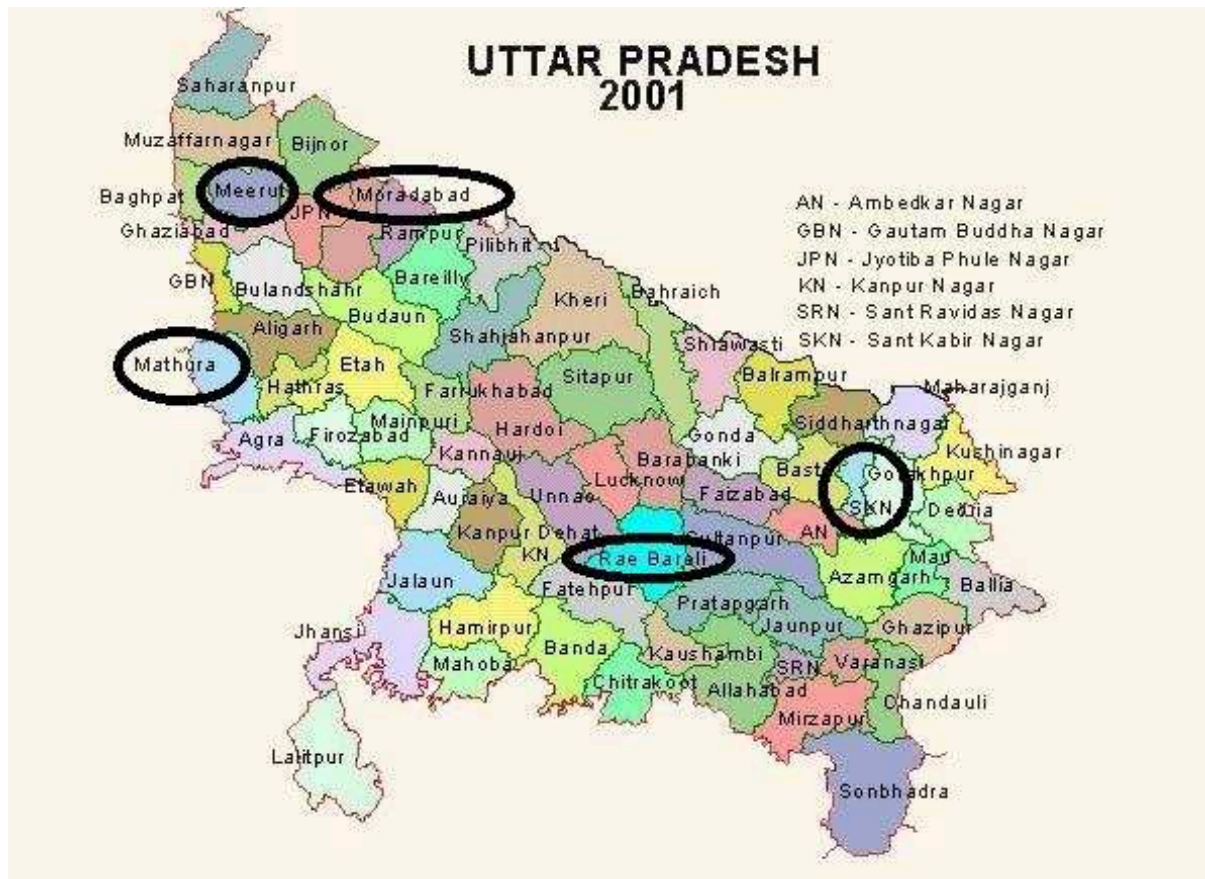 UTTAR PRADESH
2001
Saharanpur
Muzaffarnagar
Bijnor
Baghpat
Meerut
Moradabad
JPN
Ghaziabad
Rampur
Pilibhit
GBN
Bulandshahr
Bareilly
Budaun
Kheri
Bahraich
Aligarh
Shahjahanpur
Shrawasti
Mathura
Etah
Hathras
Farrukhabad
Sitapur
Balrampur
Maharajganj
Agra
Firozabad
Mainpuri
Hardoi
Gonda
Siddharthnagar
Kushinagar
Kannauj
Barabanki
Basti
Gorakhpur
Etawah
Auraiya
Unnao
Lucknow
Faizabad
SKN
Deoria
Kanpur Dehat
KN
Rae Bareli
Sultanpur
AN
Mau
Jalaun
Fatehpur
Azamgarh
Ballia
Pratapgarh
Jhansi
Hamirpur
Jaunpur
Ghazipur
Mahoba
Banda
Kaushambi
SRN
Varanasi
Chitrakoot
Allahabad
Chandauli
Mirzapur
Lalitpur
Sonbhadra
AN - Ambedkar Nagar
GBN - Gautam Buddha Nagar
JPN - Jyotiba Phule Nagar
KN - Kanpur Nagar
SRN - Sant Ravidas Nagar
SKN - Sant Kabir Nagar